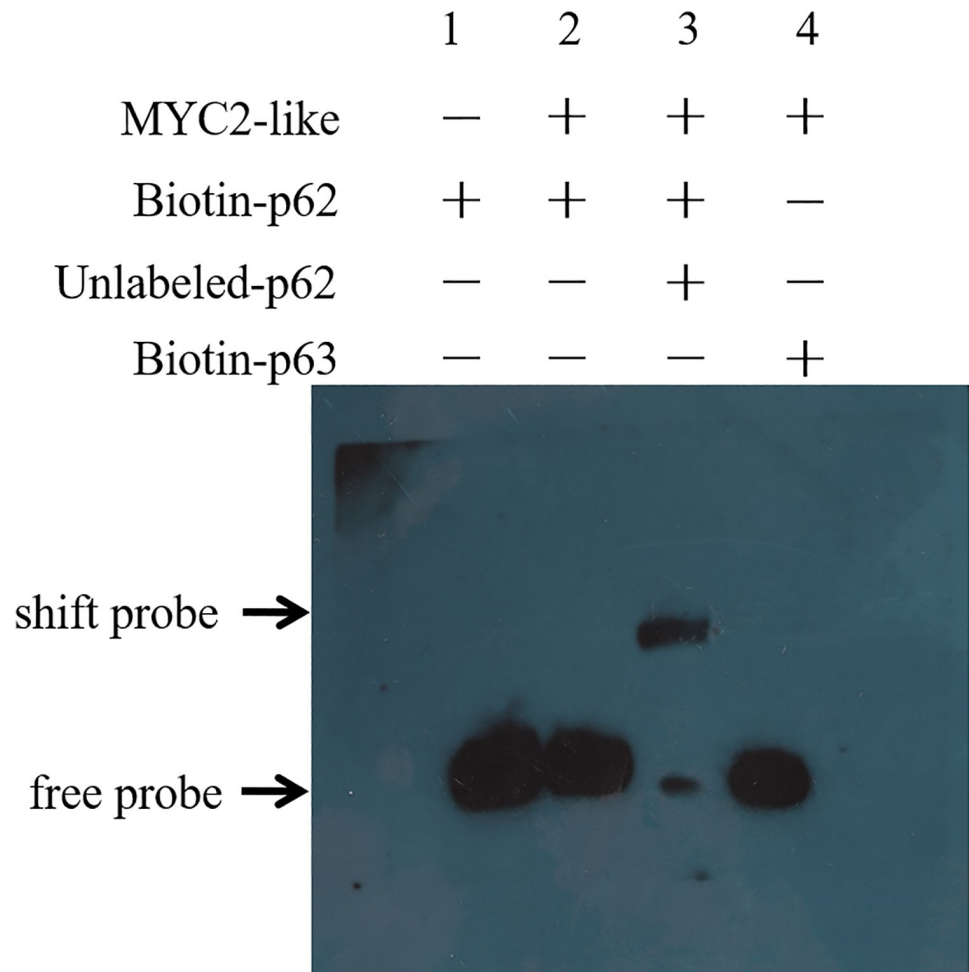 1 2 3 4
MYC2-like − + + +
Biotin-p62 + + + −
Unlabeled-p62 − − + −
Biotin-p63 − − − +
shift probe →
free probe →